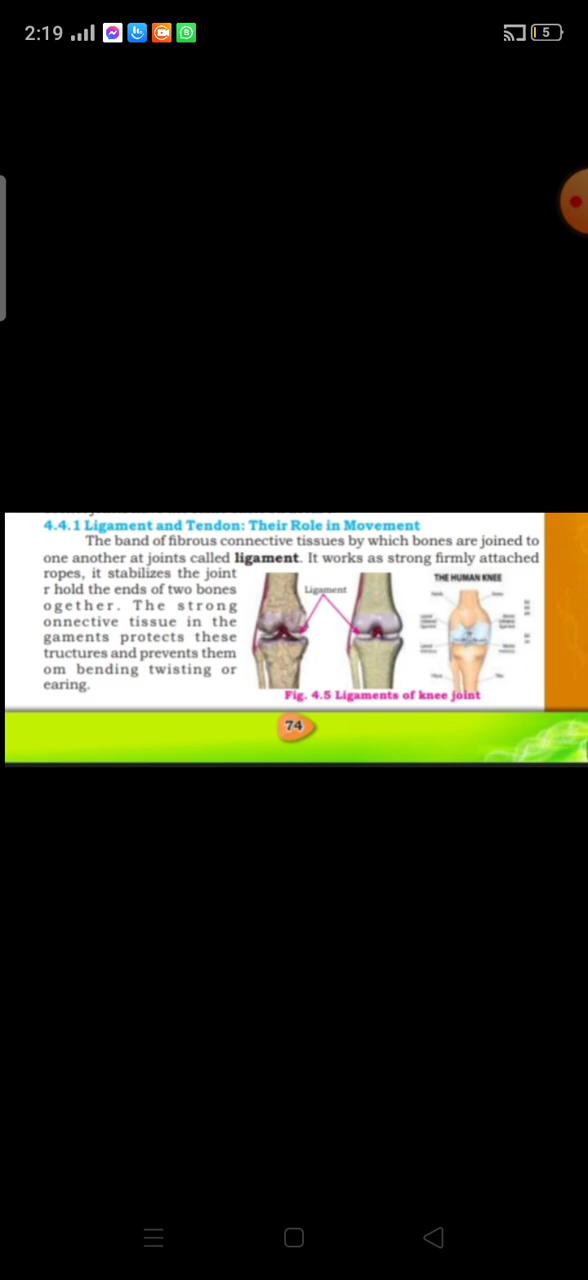 2:19
5
4.4.1 Ligament and Tendon: Their Role in Movement
The band of fibrous connective tissues by which bones are joined to
one another at joints called ligament. It works as strong firmly attached
ropes, it stabilizes the joint
r hold the ends of two bones
ogether. The strong
onnective tissue in the
gaments protects these
tructures and prevents them
om bending twisting or
earing.
Ligament
THE HUMAN KNEE
Fig. 4.5 Ligaments of knee joint
74